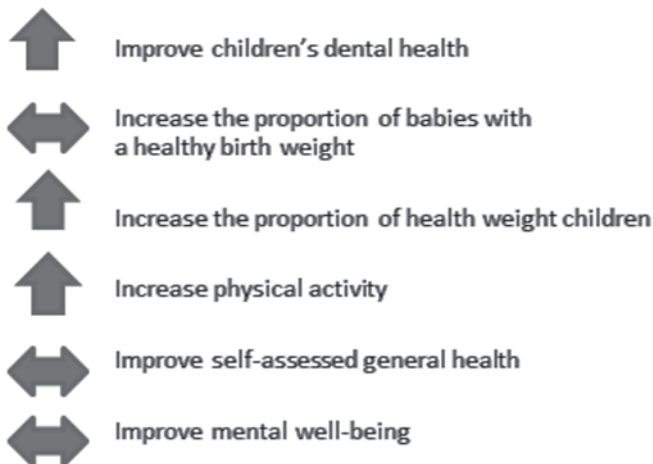 Improve children's dental health
Increase the proportion of babies with
a healthy birth weight
Increase the proportion of health weight children
Increase physical activity
Improve self-assessed general health
Improve mental well-being